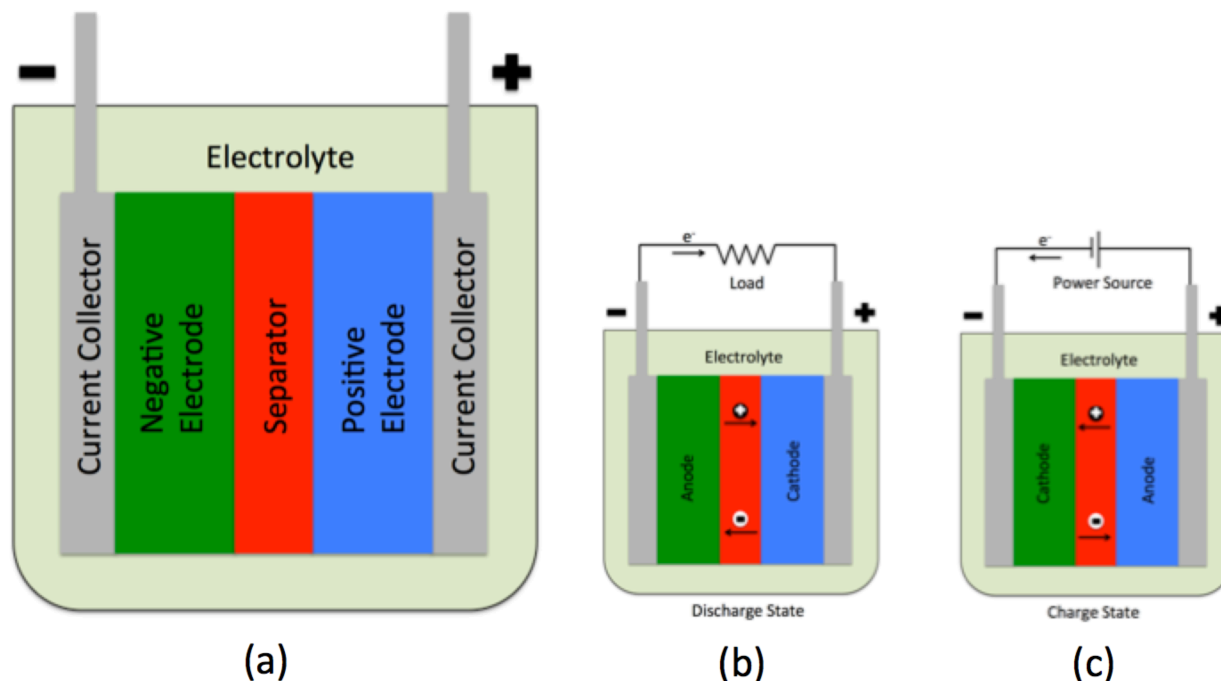 − +
Electrolyte
Current Collector
Negative
Electrode
Separator
Positive
Electrode
Current Collector
(a)
e-
Load
− +
Electrolyte
+
Anode
Cathode
-
Discharge State
(b)
e-
Power Source
− +
Electrolyte
+
Cathode
Anode
-
Charge State
(c)